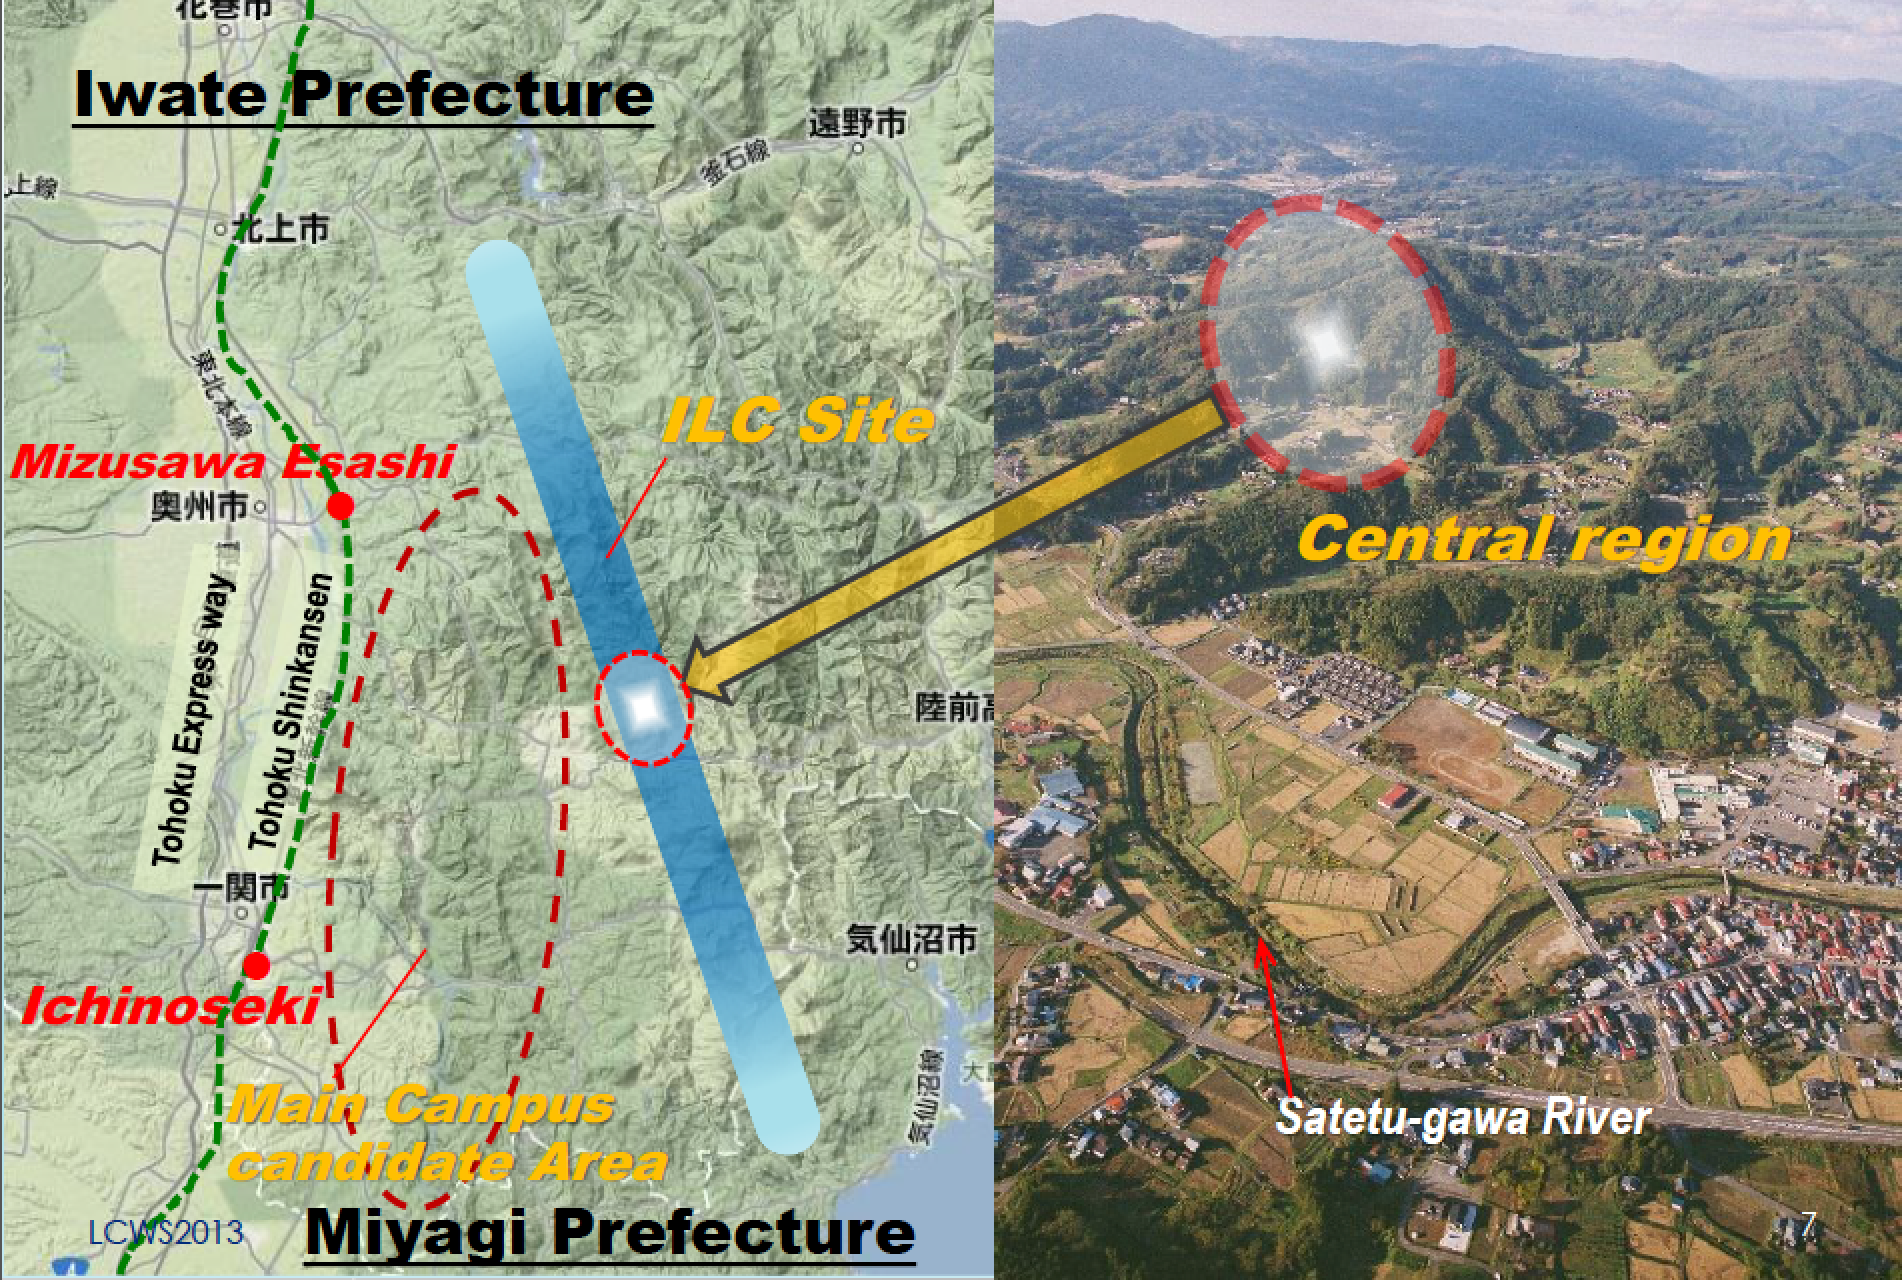 花巻市
Iwate Prefecture
遠野市
釜石線
上線
北上市
東北本線
ILC Site
Mizusawa Esashi
奥州市
Central region
Tohoku Express way
Tohoku Shinkansen
陸前高
一関市
気仙沼市
Ichinoseki
気仙沼線
大
Main Campus
candidate Area
Satetu-gawa River
LCWS2013
Miyagi Prefecture
7
4